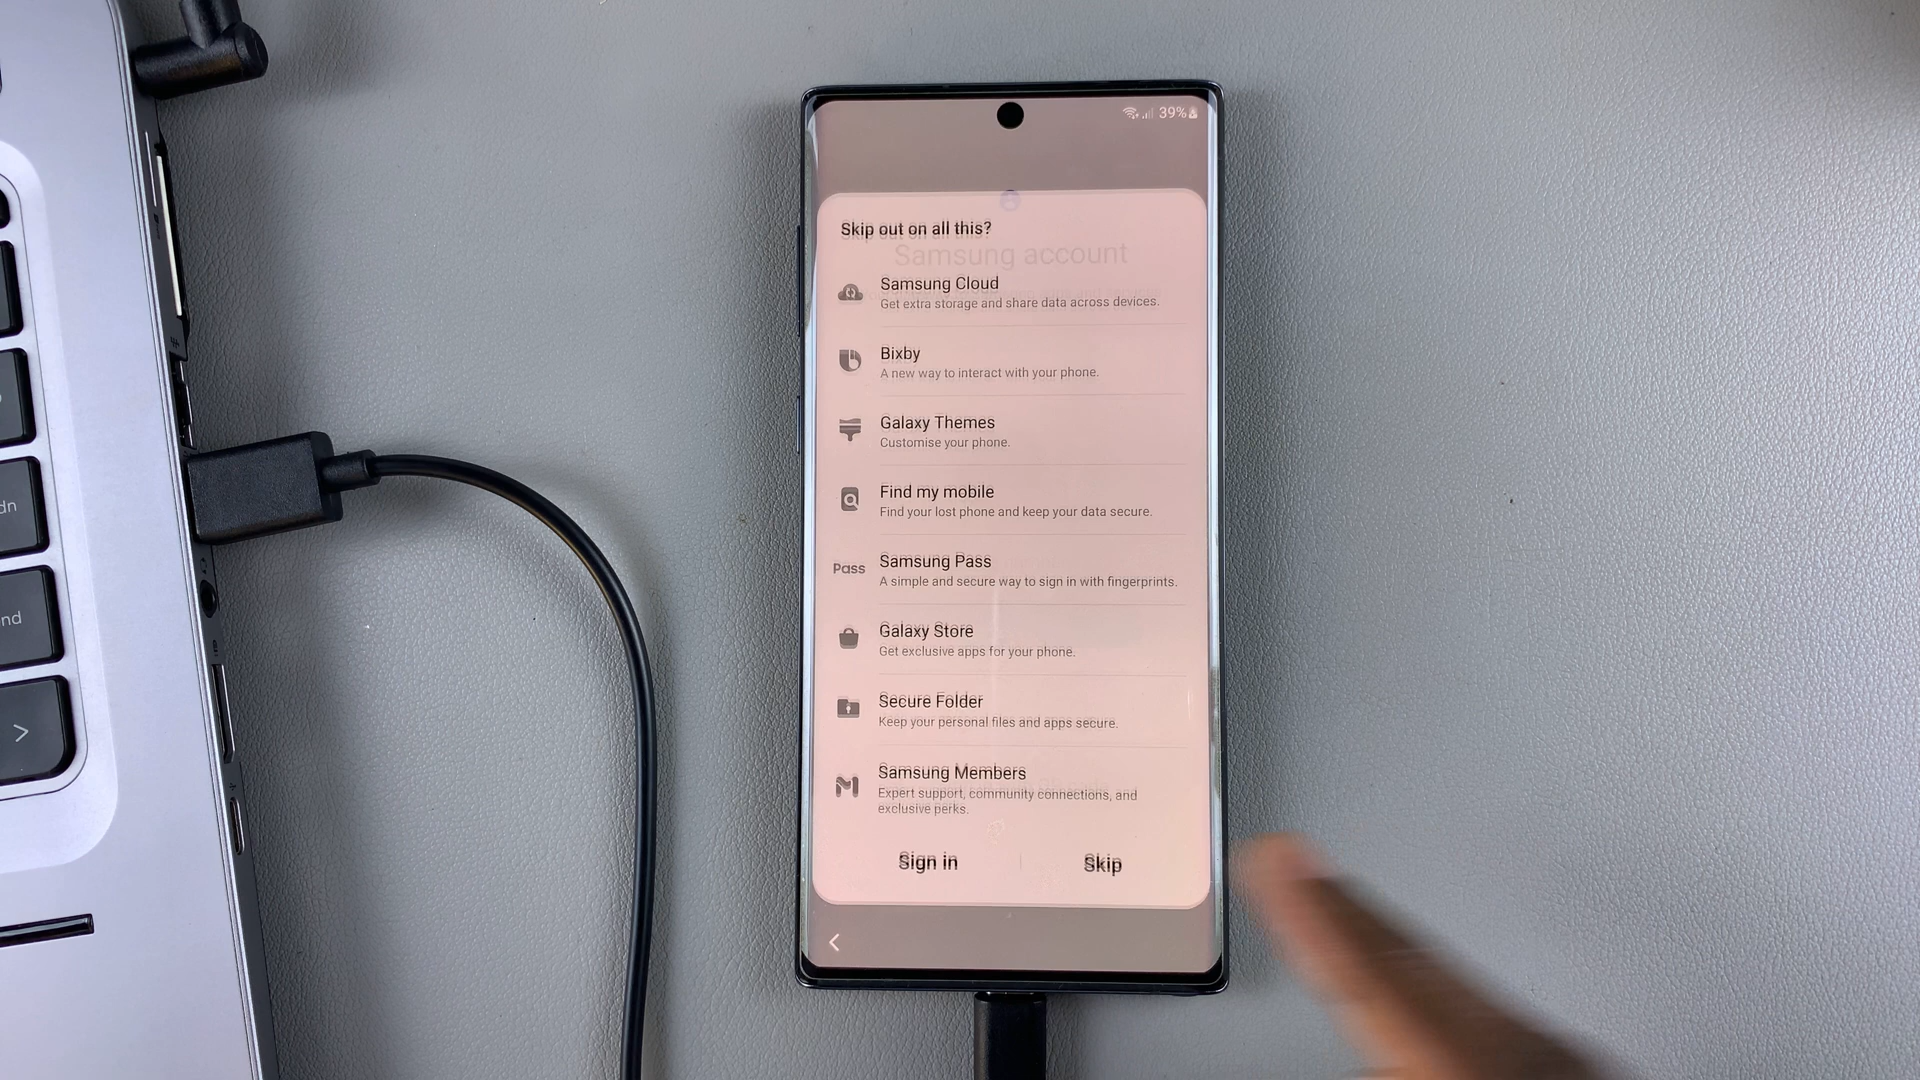 39%
Skip out on all this?
Samsung account
Samsung Cloud
Get extra storage and share data across devices.
Bixby
A new way to interact with your phone.
Galaxy Themes
Customise your phone.
Find my mobile
Find your lost phone and keep your data secure.
Pass
Samsung Pass
A simple and secure way to sign in with fingerprints.
Galaxy Store
Get exclusive apps for your phone.
Secure Folder
Keep your personal files and apps secure.
Samsung Members
Expert support, community connections, and
exclusive perks.
Sign in
Skip
dn
nd